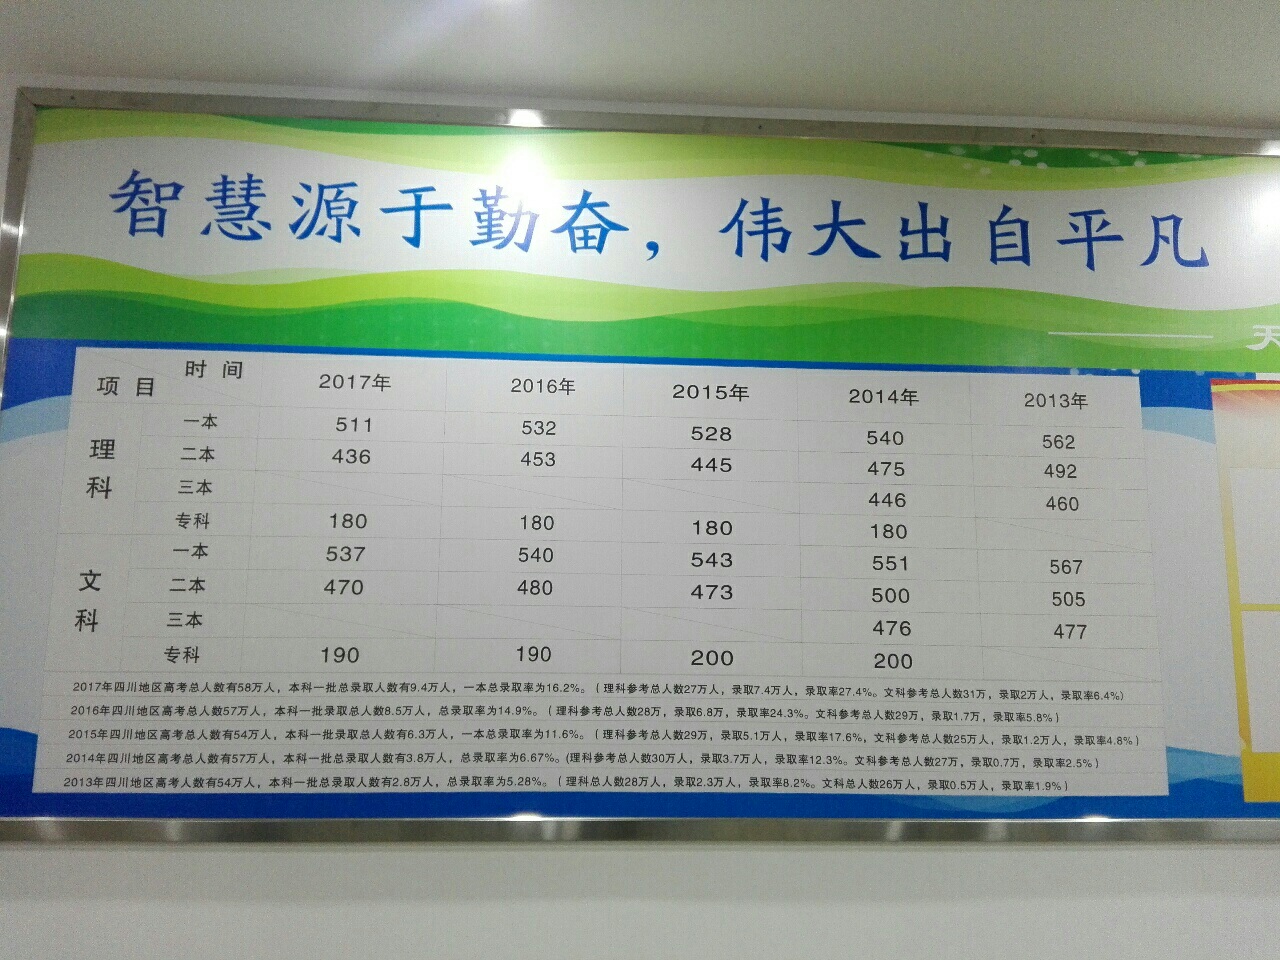 智慧源于勤奋，伟大出自平凡
天
项目 时间 2017年 2016年 2015年 2014年 2013年
理科 一本 511 532 528 540 562
二本 436 453 445 475 492
三本 446 460
专科 180 180 180 180
文科 一本 537 540 543 551 567
二本 470 480 473 500 505
三本 476 477
专科 190 190 200 200
2017年四川地区高考总人数有58万人，本科一批总录取人数有9.4万人，一本总录取率为16.2%。（理科参考总人数27万人，录取7.4万人，录取率27.4%。文科参考总人数31万，录取2万人，录取率6.4%）
2016年四川地区高考总人数57万人，本科一批录取总人数8.5万人，总录取率为14.9%。（理科参考总人数28万，录取6.8万，录取率24.3%。文科参考总人数29万，录取1.7万，录取率5.8%）
2015年四川地区高考总人数有54万人，本科一批录取总人数有6.3万人，一本总录取率为11.6%。（理科参考总人数29万，录取5.1万人，录取率17.6%，文科参考总人数25万人，录取1.2万人，录取率4.8%）
2014年四川地区高考总人数有57万人，本科一批总录取人数有3.8万人，总录取率为6.67%。(理科参考总人数30万人，录取3.7万人，录取率12.3%。文科参考总人数27万，录取0.7万，录取率2.5%）
2013年四川地区高考人数有54万人，本科一批总录取人数有2.8万人，总录取率为5.28%。（理科总人数28万人，录取2.3万人，录取率8.2%。文科总人数26万人，录取0.5万人，录取率1.9%）